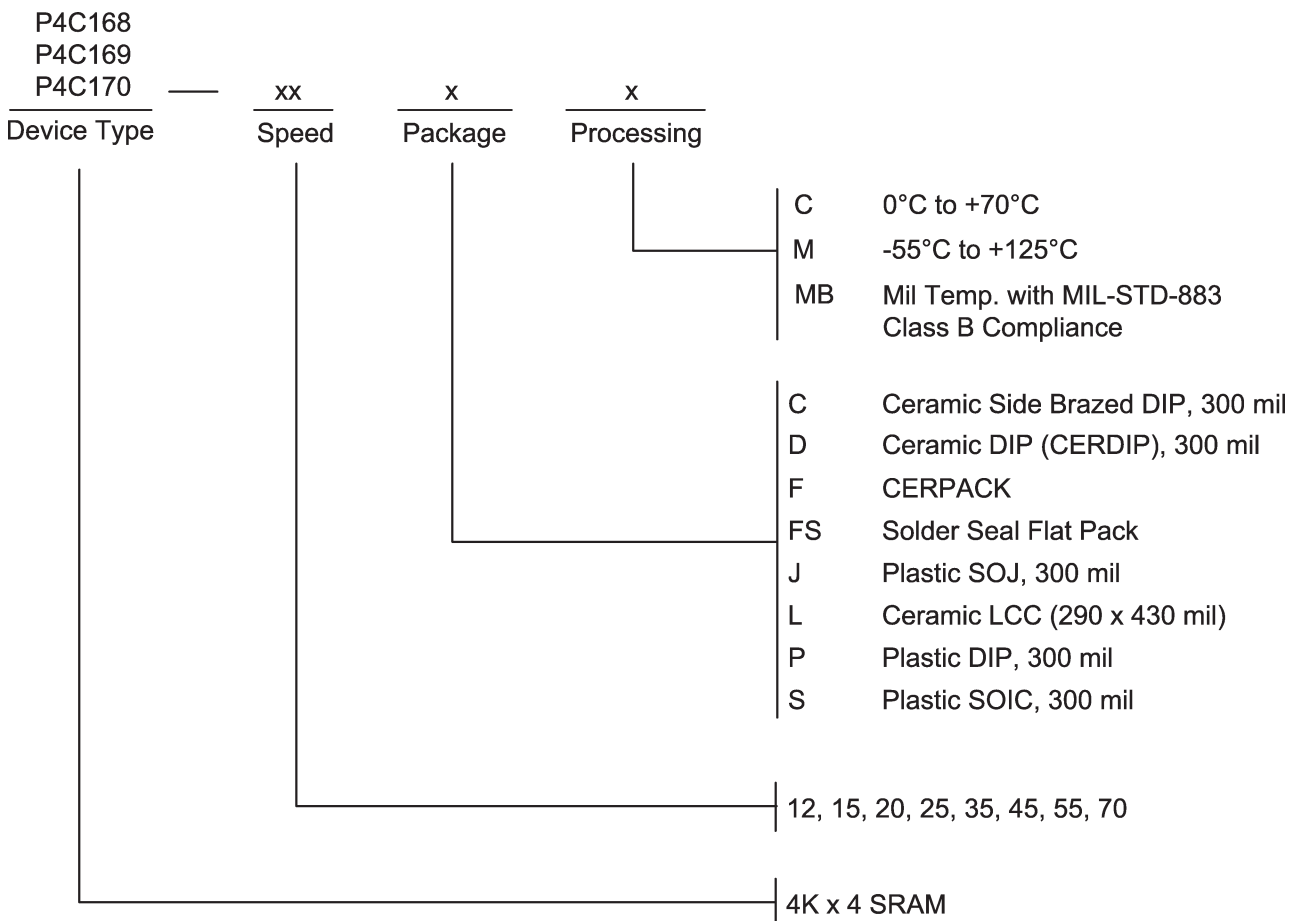 P4C168
P4C169
P4C170 — xx x x
Device Type Speed Package Processing
C 0°C to +70°C
M -55°C to +125°C
MB Mil Temp. with MIL-STD-883
Class B Compliance
C Ceramic Side Brazed DIP, 300 mil
D Ceramic DIP (CERDIP), 300 mil
F CERPACK
FS Solder Seal Flat Pack
J Plastic SOJ, 300 mil
L Ceramic LCC (290 x 430 mil)
P Plastic DIP, 300 mil
S Plastic SOIC, 300 mil
12, 15, 20, 25, 35, 45, 55, 70
4K x 4 SRAM